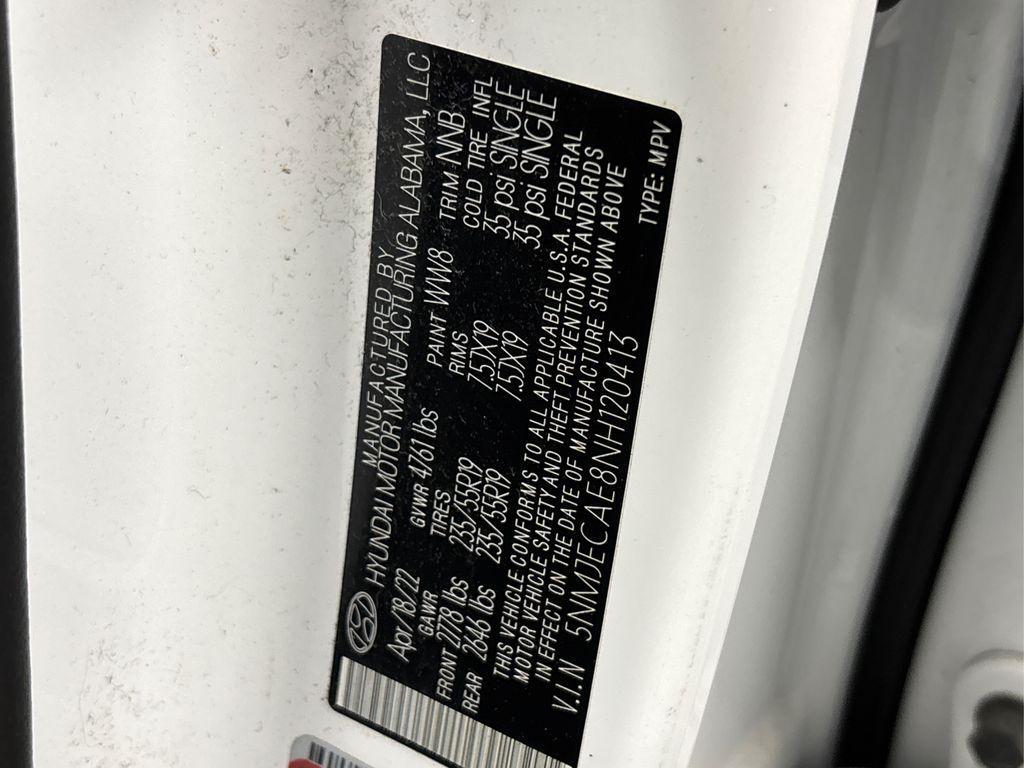 MANUFACTURED BY
HYUNDAI MOTOR MANUFACTURING ALABAMA, LLC
Apr/18/22 GVWR 4761 lbs PAINT WW8 TRIM NNB
GAWR TIRES RIMS COLD TIRE INFL
FRONT 2778 lbs 235/55R19 7.5JX19 35 psi SINGLE
REAR 2646 lbs 235/55R19 7.5JX19 35 psi SINGLE
THIS VEHICLE CONFORMS TO ALL APPLICABLE U.S.A. FEDERAL
MOTOR VEHICLE SAFETY AND THEFT PREVENTION STANDARDS
IN EFFECT ON THE DATE OF MANUFACTURE SHOWN ABOVE
V.I.N 5NMJECAE8NH120413 TYPE: MPV